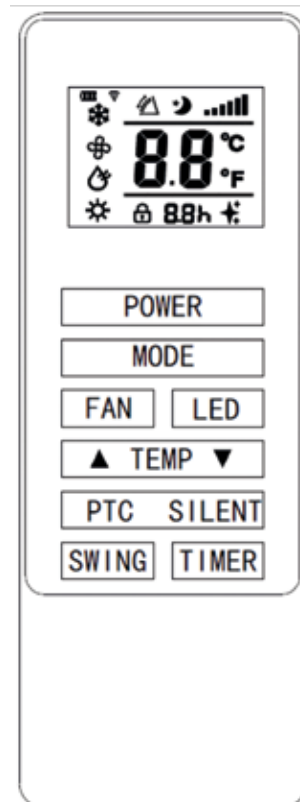 8.8 °C
°F
8.8h
POWER
MODE
FAN LED
▲ TEMP ▼
PTC SILENT
SWING TIMER